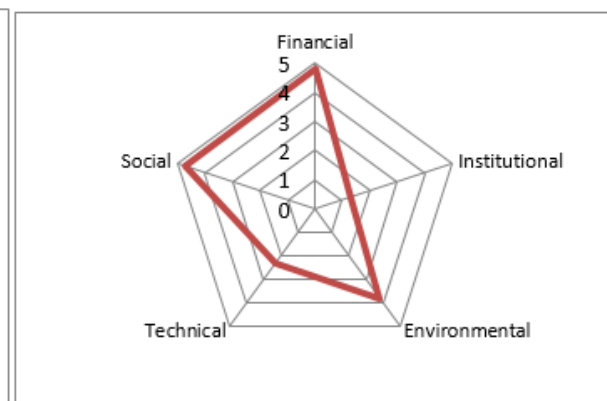 Financial
5
4
3
2
1
0
Social
Institutional
Technical
Environmental